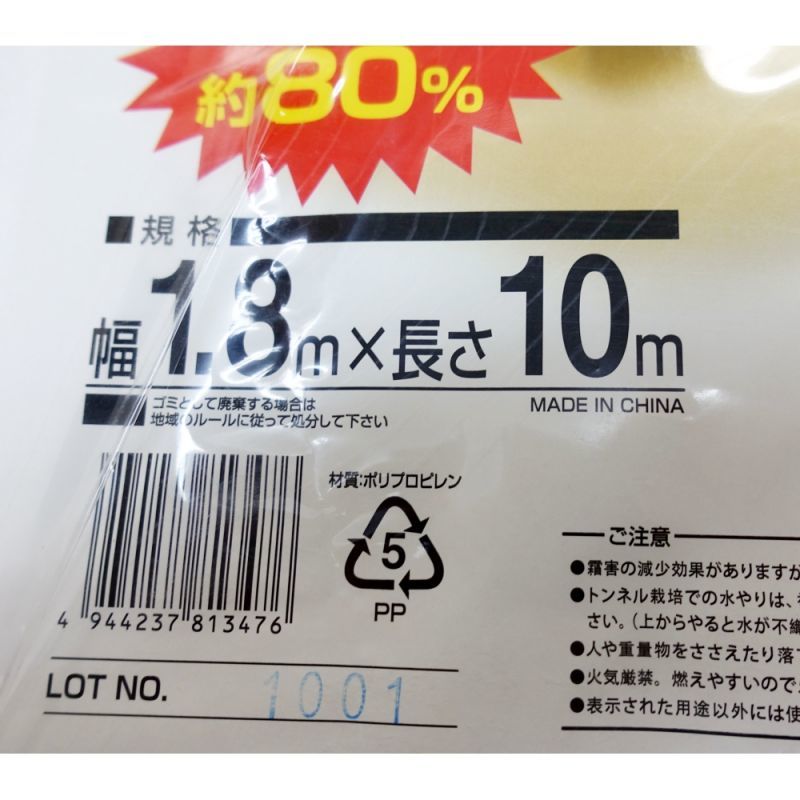 約80%
■規格
幅1.8m×長さ10m
ゴミとして廃棄する場合は
地域のルールに従って処分して下さい
MADE IN CHINA
材質:ポリプロピレン
5
PP
4 944237 813476
LOT NO. 1001
ご注意
●霜害の減少効果がありますが
●トンネル栽培での水やりは、
さい。(上からやると水が不織
●人や重量物をささえたり落
●火気厳禁。燃えやすいので
●表示された用途以外には使